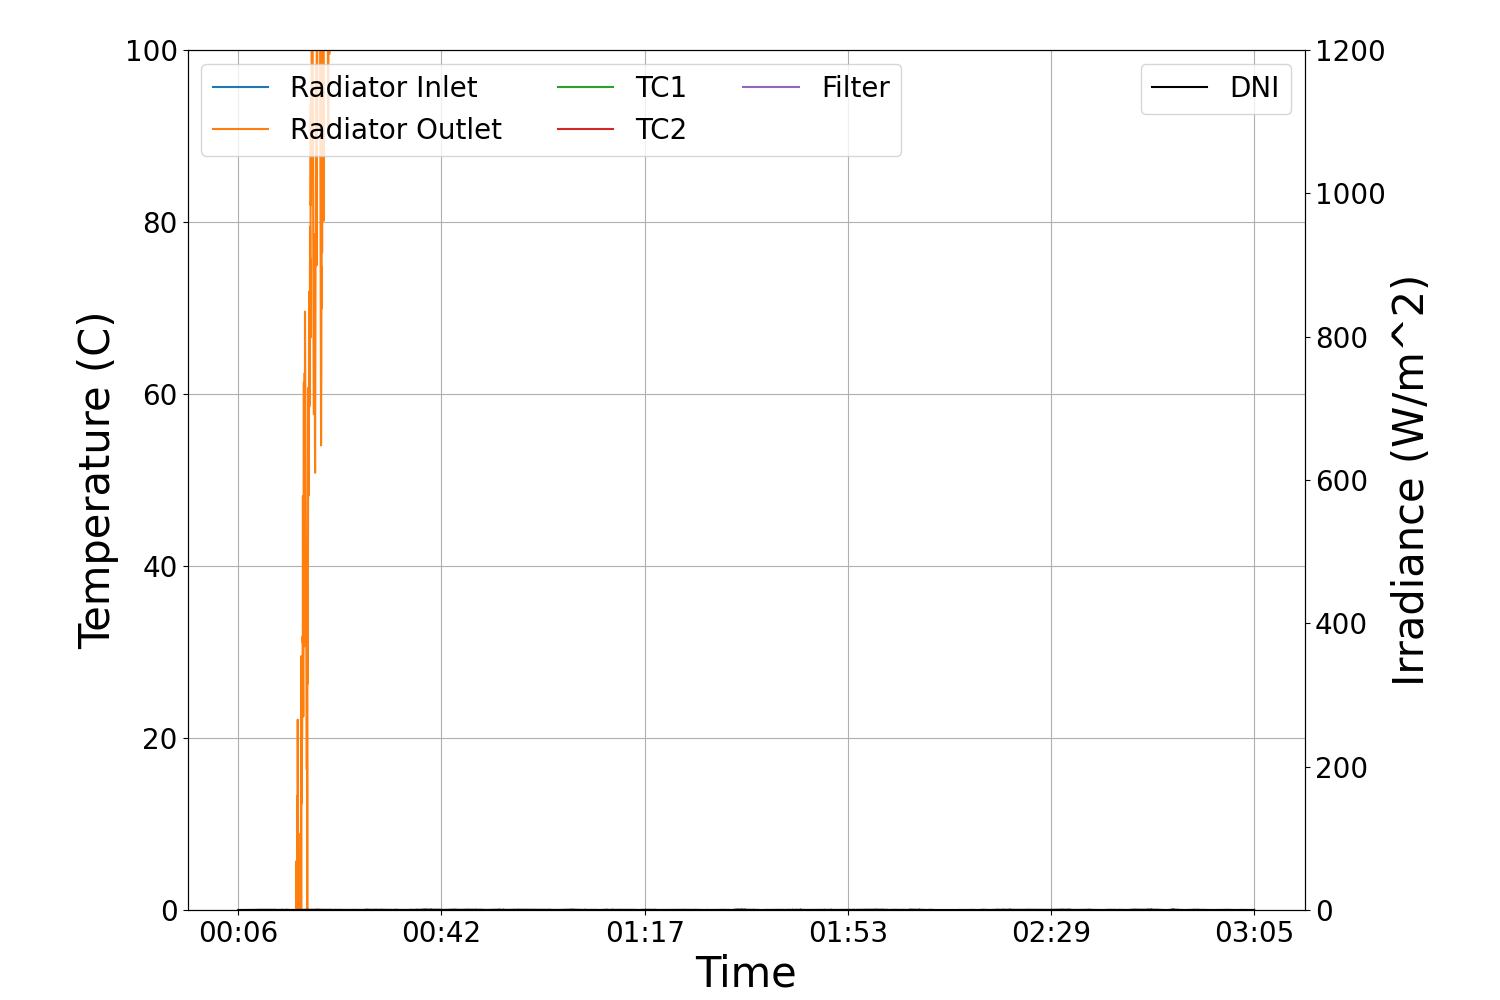 100
80
60
40
20
0
Temperature (C)
Radiator Inlet
Radiator Outlet
TC1
TC2
Filter
DNI
1200
1000
800
600
400
200
0
Irradiance (W/m^2)
00:06 00:42 01:17 01:53 02:29 03:05
Time